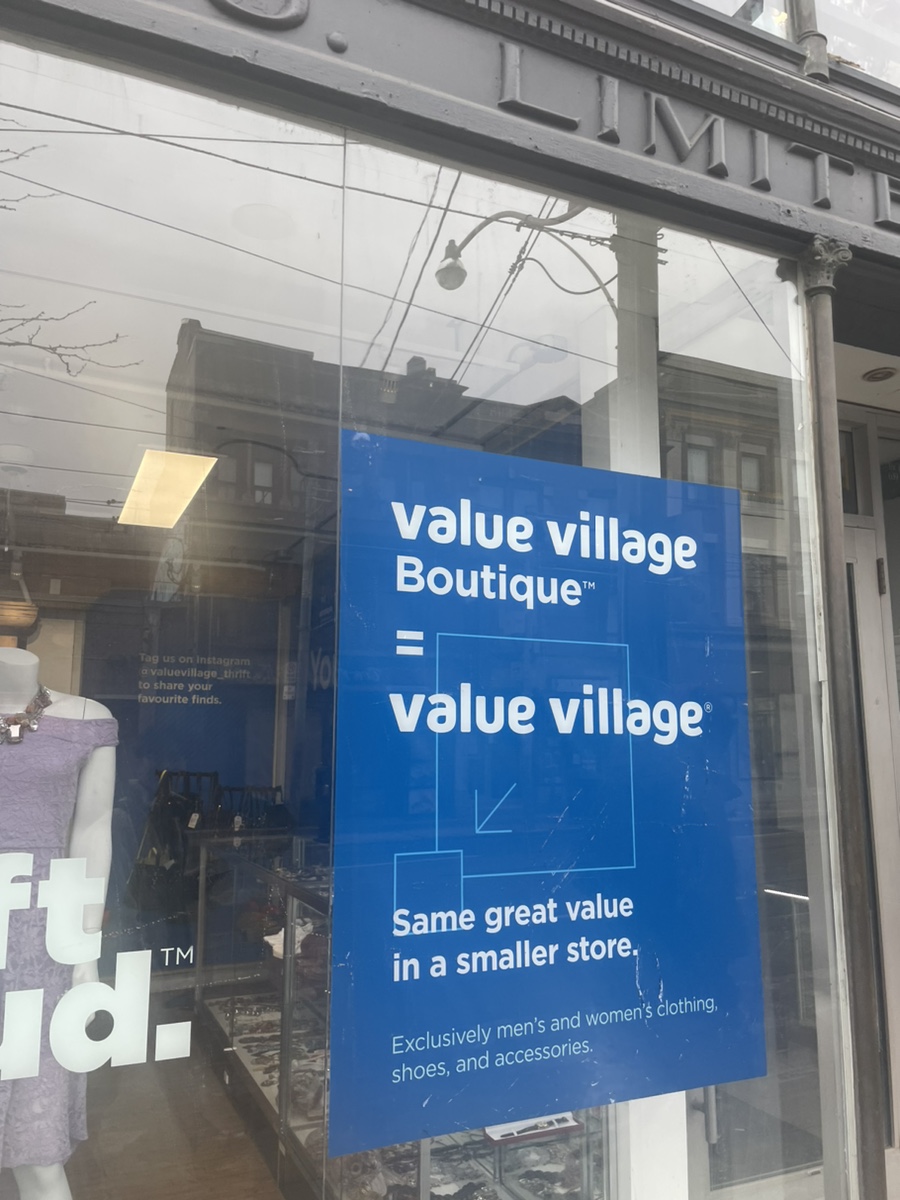 LIMIT
value village
Boutique™
=
value village®
Tag us on Instagram
@valuevillage_thrift
to share your
favourite finds.
ft
ud.™
Same great value
in a smaller store.
Exclusively men's and women's clothing,
shoes, and accessories.